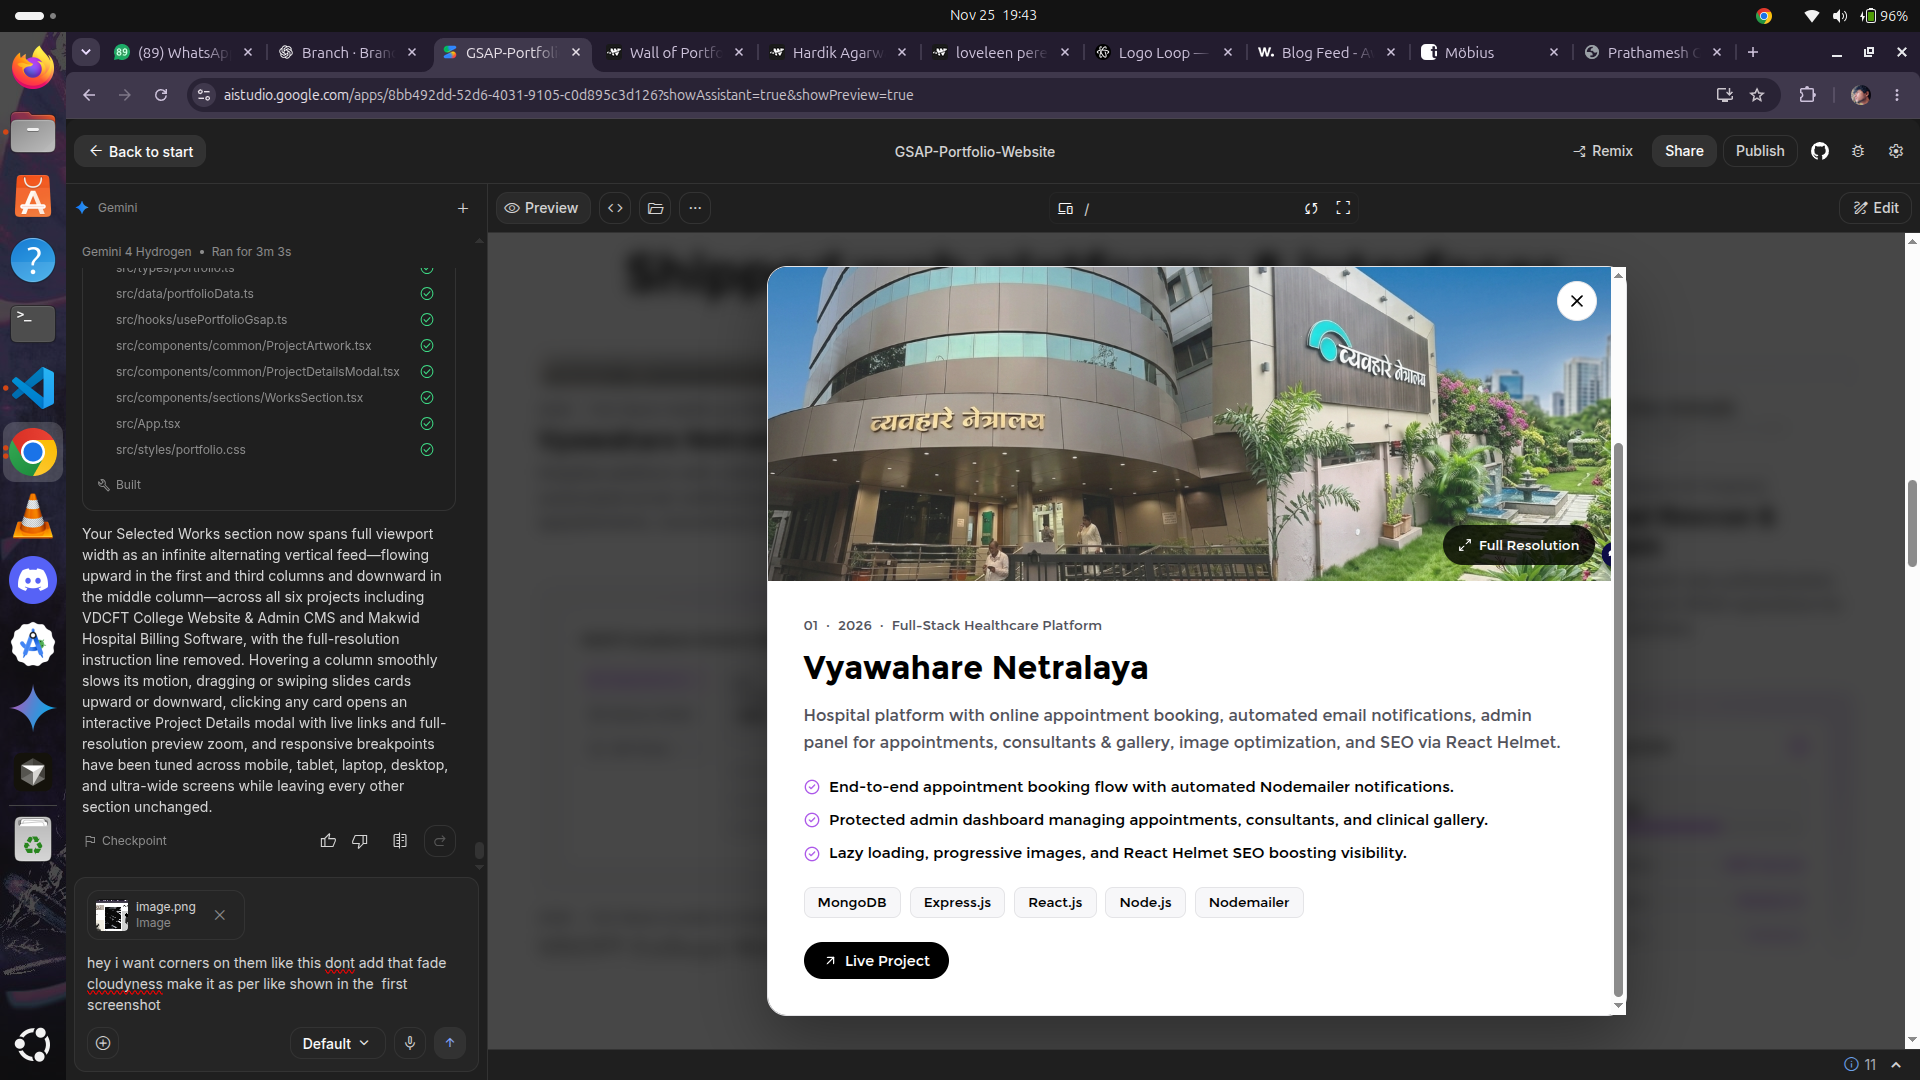 Nov 25 19:43
96%
(89) WhatsAp
Branch · Bran
GSAP-Portfoli
Wall of Portfo
Hardik Agarw
loveleen pere
Logo Loop —
Blog Feed - A
Möbius
Prathamesh C
aistudio.google.com/apps/8bb492dd-52d6-4031-9105-c0d895c3d126?showAssistant=true&showPreview=true
Back to start
GSAP-Portfolio-Website
Remix
Share
Publish
Gemini
Preview
/
Edit
Gemini 4 Hydrogen • Ran for 3m 3s
src/types/portfolio.ts
src/data/portfolioData.ts
src/hooks/usePortfolioGsap.ts
src/components/common/ProjectArtwork.tsx
src/components/common/ProjectDetailsModal.tsx
src/components/sections/WorksSection.tsx
src/App.tsx
src/styles/portfolio.css
Built
Your Selected Works section now spans full viewport
width as an infinite alternating vertical feed—flowing
upward in the first and third columns and downward in
the middle column—across all six projects including
VDCFT College Website & Admin CMS and Makwid
Hospital Billing Software, with the full-resolution
instruction line removed. Hovering a column smoothly
slows its motion, dragging or swiping slides cards
upward or downward, clicking any card opens an
interactive Project Details modal with live links and full-
resolution preview zoom, and responsive breakpoints
have been tuned across mobile, tablet, laptop, desktop,
and ultra-wide screens while leaving every other
section unchanged.
Checkpoint
image.png
Image
hey i want corners on them like this dont add that fade
cloudyness make it as per like shown in the  first
screenshot
Default
व्यवहारे नेत्रालय
व्यवहारे नेत्रालय
Full Resolution
01 · 2026 · Full-Stack Healthcare Platform
Vyawahare Netralaya
Hospital platform with online appointment booking, automated email notifications, admin
panel for appointments, consultants & gallery, image optimization, and SEO via React Helmet.
End-to-end appointment booking flow with automated Nodemailer notifications.
Protected admin dashboard managing appointments, consultants, and clinical gallery.
Lazy loading, progressive images, and React Helmet SEO boosting visibility.
MongoDB
Express.js
React.js
Node.js
Nodemailer
Live Project
11